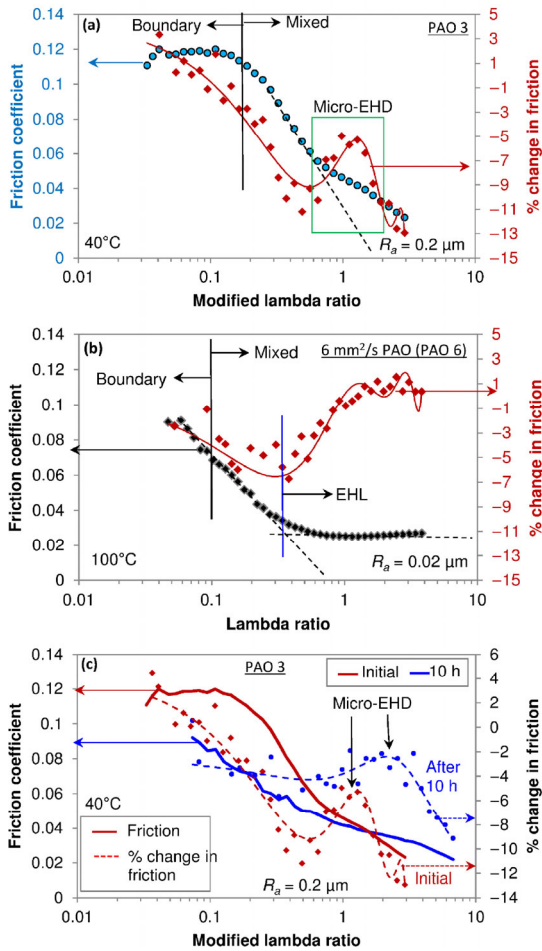 (a)
Boundary
Mixed
PAO 3
Micro-EHD
40°C
Ra = 0.2 μm
Friction coefficient
0.14
0.12
0.1
0.08
0.06
0.04
0.02
0
% change in friction
5
3
1
−1
−3
−5
−7
−9
−11
−13
−15
0.01
0.1
1
10
Modified lambda ratio
(b)
Mixed
6 mm²/s PAO (PAO 6)
Boundary
EHL
100°C
Ra = 0.02 μm
Friction coefficient
0.14
0.12
0.1
0.08
0.06
0.04
0.02
0
% change in friction
5
3
1
−1
−3
−5
−7
−9
−11
−13
−15
0.01
0.1
1
10
Lambda ratio
(c)
PAO 3
Initial
10 h
Micro-EHD
After
10 h
40°C
Friction
% change in
friction
Initial
Ra = 0.2 μm
Friction coefficient
0.14
0.12
0.10
0.08
0.06
0.04
0.02
0
% change in friction
6
4
2
0
−2
−4
−6
−8
−10
−12
−14
0.01
0.1
1
10
Modified lambda ratio